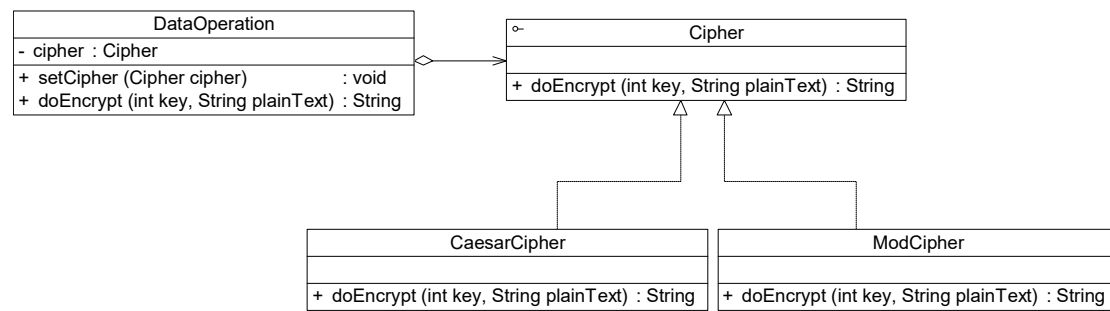 DataOperation
- cipher : Cipher
+ setCipher (Cipher cipher) : void
+ doEncrypt (int key, String plainText) : String
Cipher
+ doEncrypt (int key, String plainText) : String
CaesarCipher
+ doEncrypt (int key, String plainText) : String
ModCipher
+ doEncrypt (int key, String plainText) : String